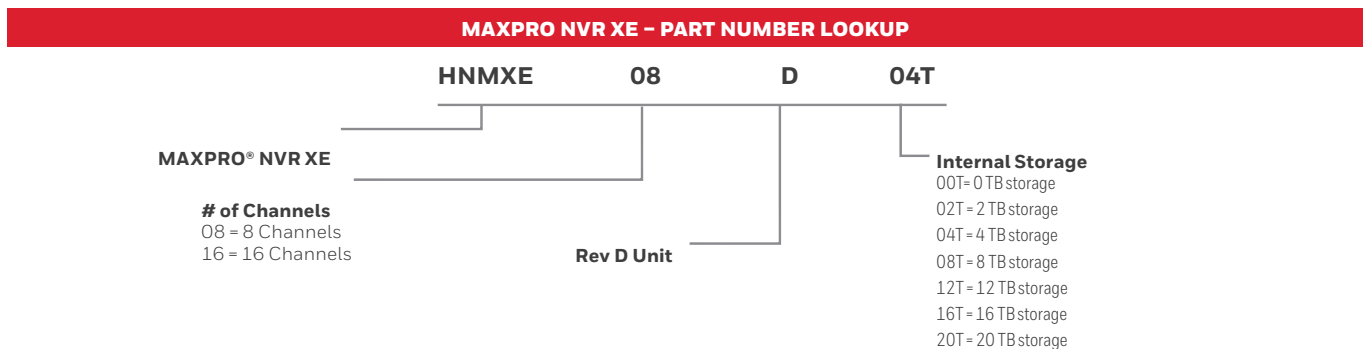 MAXPRO NVR XE – PART NUMBER LOOKUP
HNMXE 08 D 04T
MAXPRO® NVR XE
# of Channels
08 = 8 Channels
16 = 16 Channels
Rev D Unit
Internal Storage
00T= 0 TB storage
02T = 2 TB storage
04T = 4 TB storage
08T = 8 TB storage
12T = 12 TB storage
16T = 16 TB storage
20T = 20 TB storage